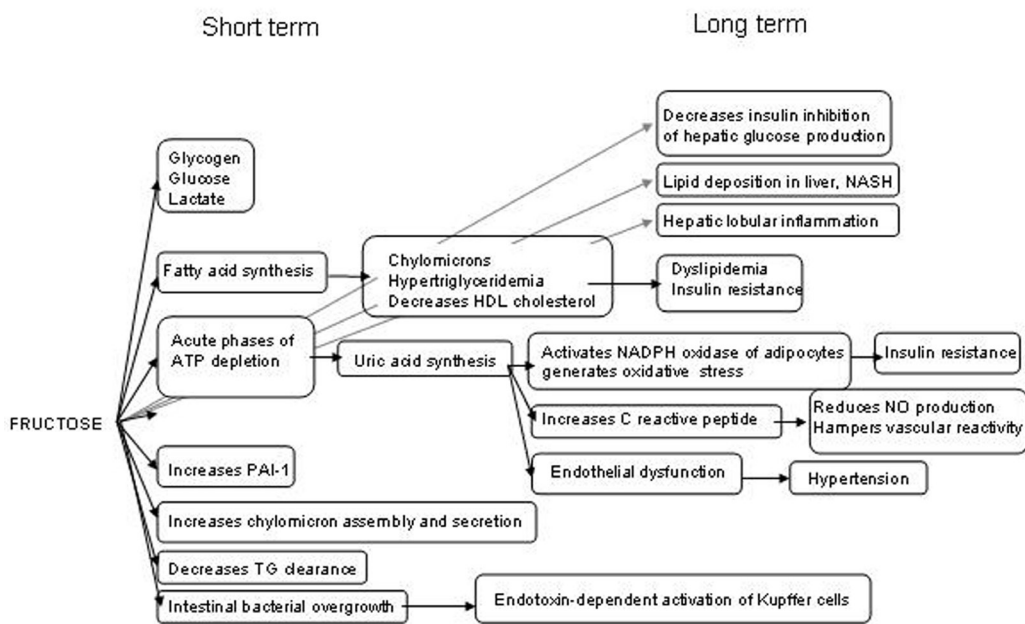 Short term
Long term
Decreases insulin inhibition
of hepatic glucose production
Glycogen
Glucose
Lactate
Lipid deposition in liver, NASH
Hepatic lobular inflammation
Fatty acid synthesis
Chylomicrons
Hypertriglyceridemia
Decreases HDL cholesterol
Dyslipidemia
Insulin resistance
Acute phases of
ATP depletion
Uric acid synthesis
Activates NADPH oxidase of adipocytes
generates oxidative stress
Insulin resistance
FRUCTOSE
Increases C reactive peptide
Reduces NO production
Hampers vascular reactivity
Increases PAI-1
Endothelial dysfunction
Hypertension
Increases chylomicron assembly and secretion
Decreases TG clearance
Intestinal bacterial overgrowth
Endotoxin-dependent activation of Kupffer cells